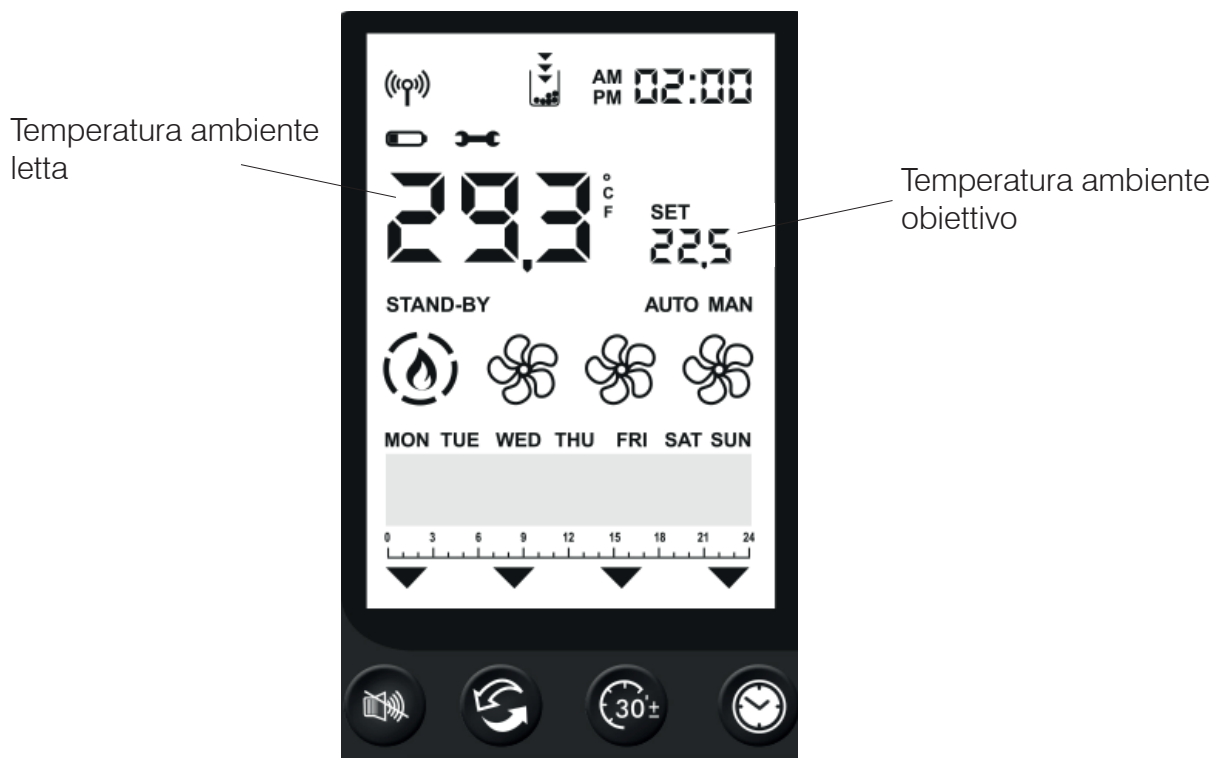 Temperatura ambiente
letta
AM
PM
02:00
29,3
°
C
F
SET
22,5
Temperatura ambiente
obiettivo
STAND-BY
AUTO MAN
MON TUE WED THU FRI SAT SUN
0 3 6 9 12 15 18 21 24
30'±